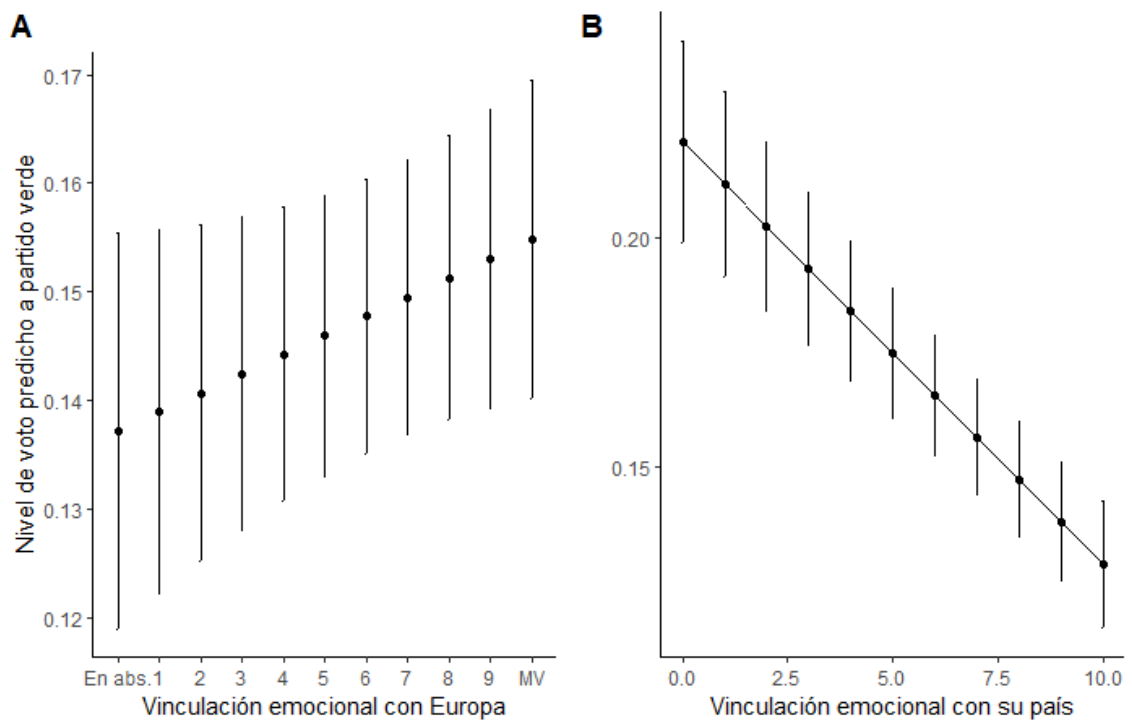 A
Nivel de voto predicho a partido verde
0.17
0.16
0.15
0.14
0.13
0.12
En abs. 1 2 3 4 5 6 7 8 9 MV
Vinculación emocional con Europa
B
0.20
0.15
0.0 2.5 5.0 7.5 10.0
Vinculación emocional con su país